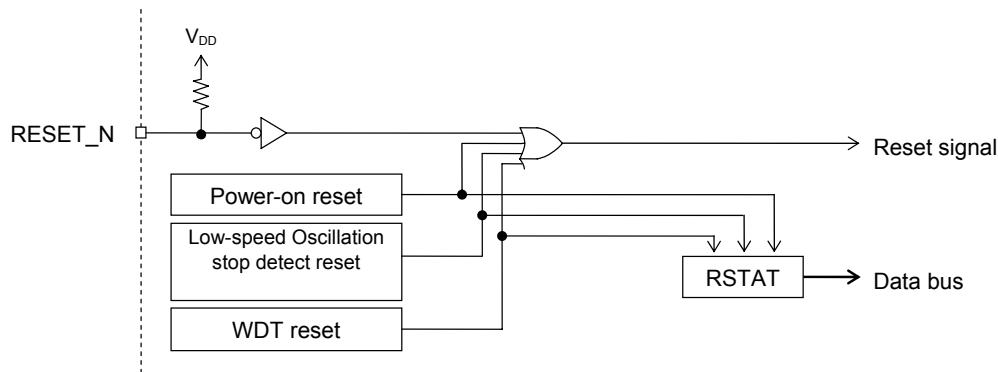 VDD
RESET_N
Reset signal
Power-on reset
Low-speed Oscillation
stop detect reset
RSTAT
Data bus
WDT reset